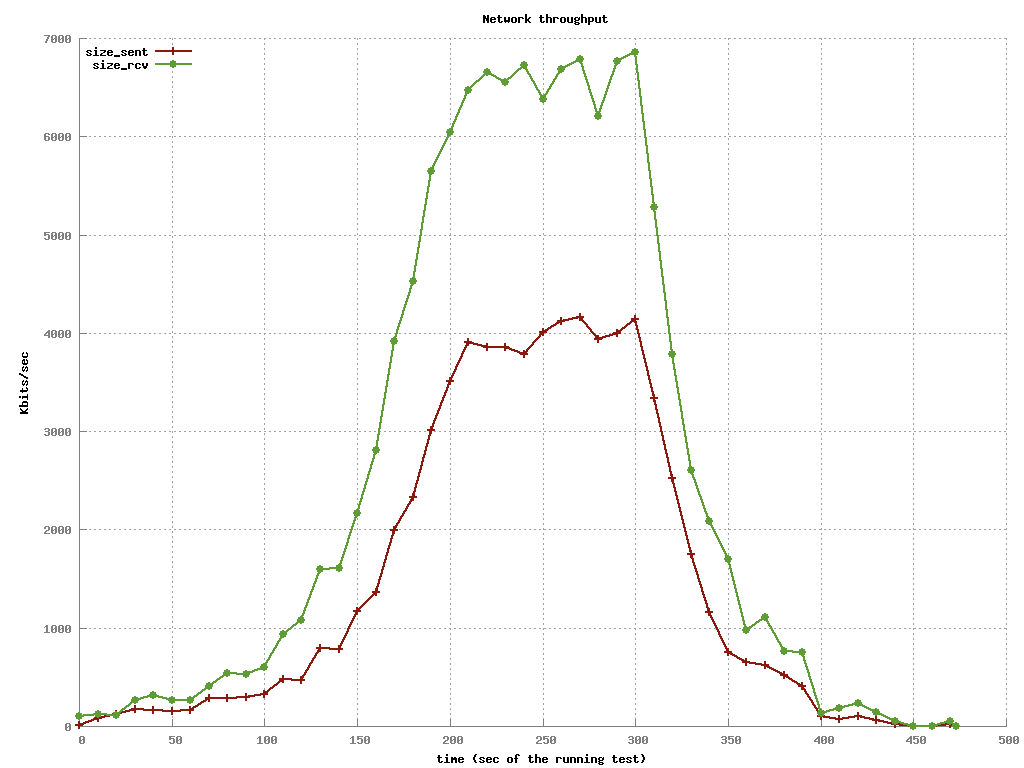 Network throughput
7000
size_sent
size_rcv
6000
5000
4000
Kbits/sec
3000
2000
1000
0
0 50 100 150 200 250 300 350 400 450 500
time (sec of the running test)